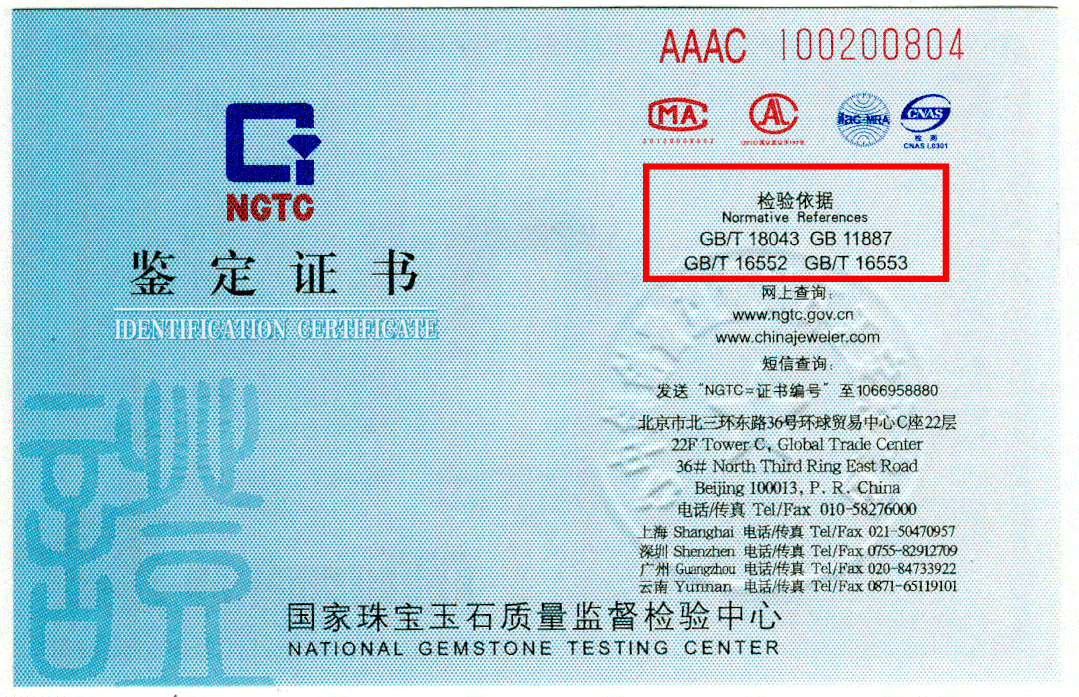 AAAC 100200804
NGTC
鉴定证书
IDENTIFICATION CERTIFICATE
MA
AL
ilac-MRA
CNAS
检测
CNAS L0301
检验依据
Normative References
GB/T 18043 GB 11887
GB/T 16552 GB/T 16553
网上查询:
www.ngtc.gov.cn
www.chinajeweler.com
短信查询:
发送 "NGTC=证书编号" 至1066958880
北京市北三环东路36号环球贸易中心C座22层
22F Tower C, Global Trade Center
36# North Third Ring East Road
Beijing 100013, P. R. China
电话/传真 Tel/Fax 010-58276000
上海 Shanghai 电话/传真 Tel/Fax 021-50470957
深圳 Shenzhen 电话/传真 Tel/Fax 0755-82912709
广州 Guangzhou 电话/传真 Tel/Fax 020-84733922
云南 Yunnan 电话/传真 Tel/Fax 0871-65119101
国家珠宝玉石质量监督检验中心
NATIONAL GEMSTONE TESTING CENTER